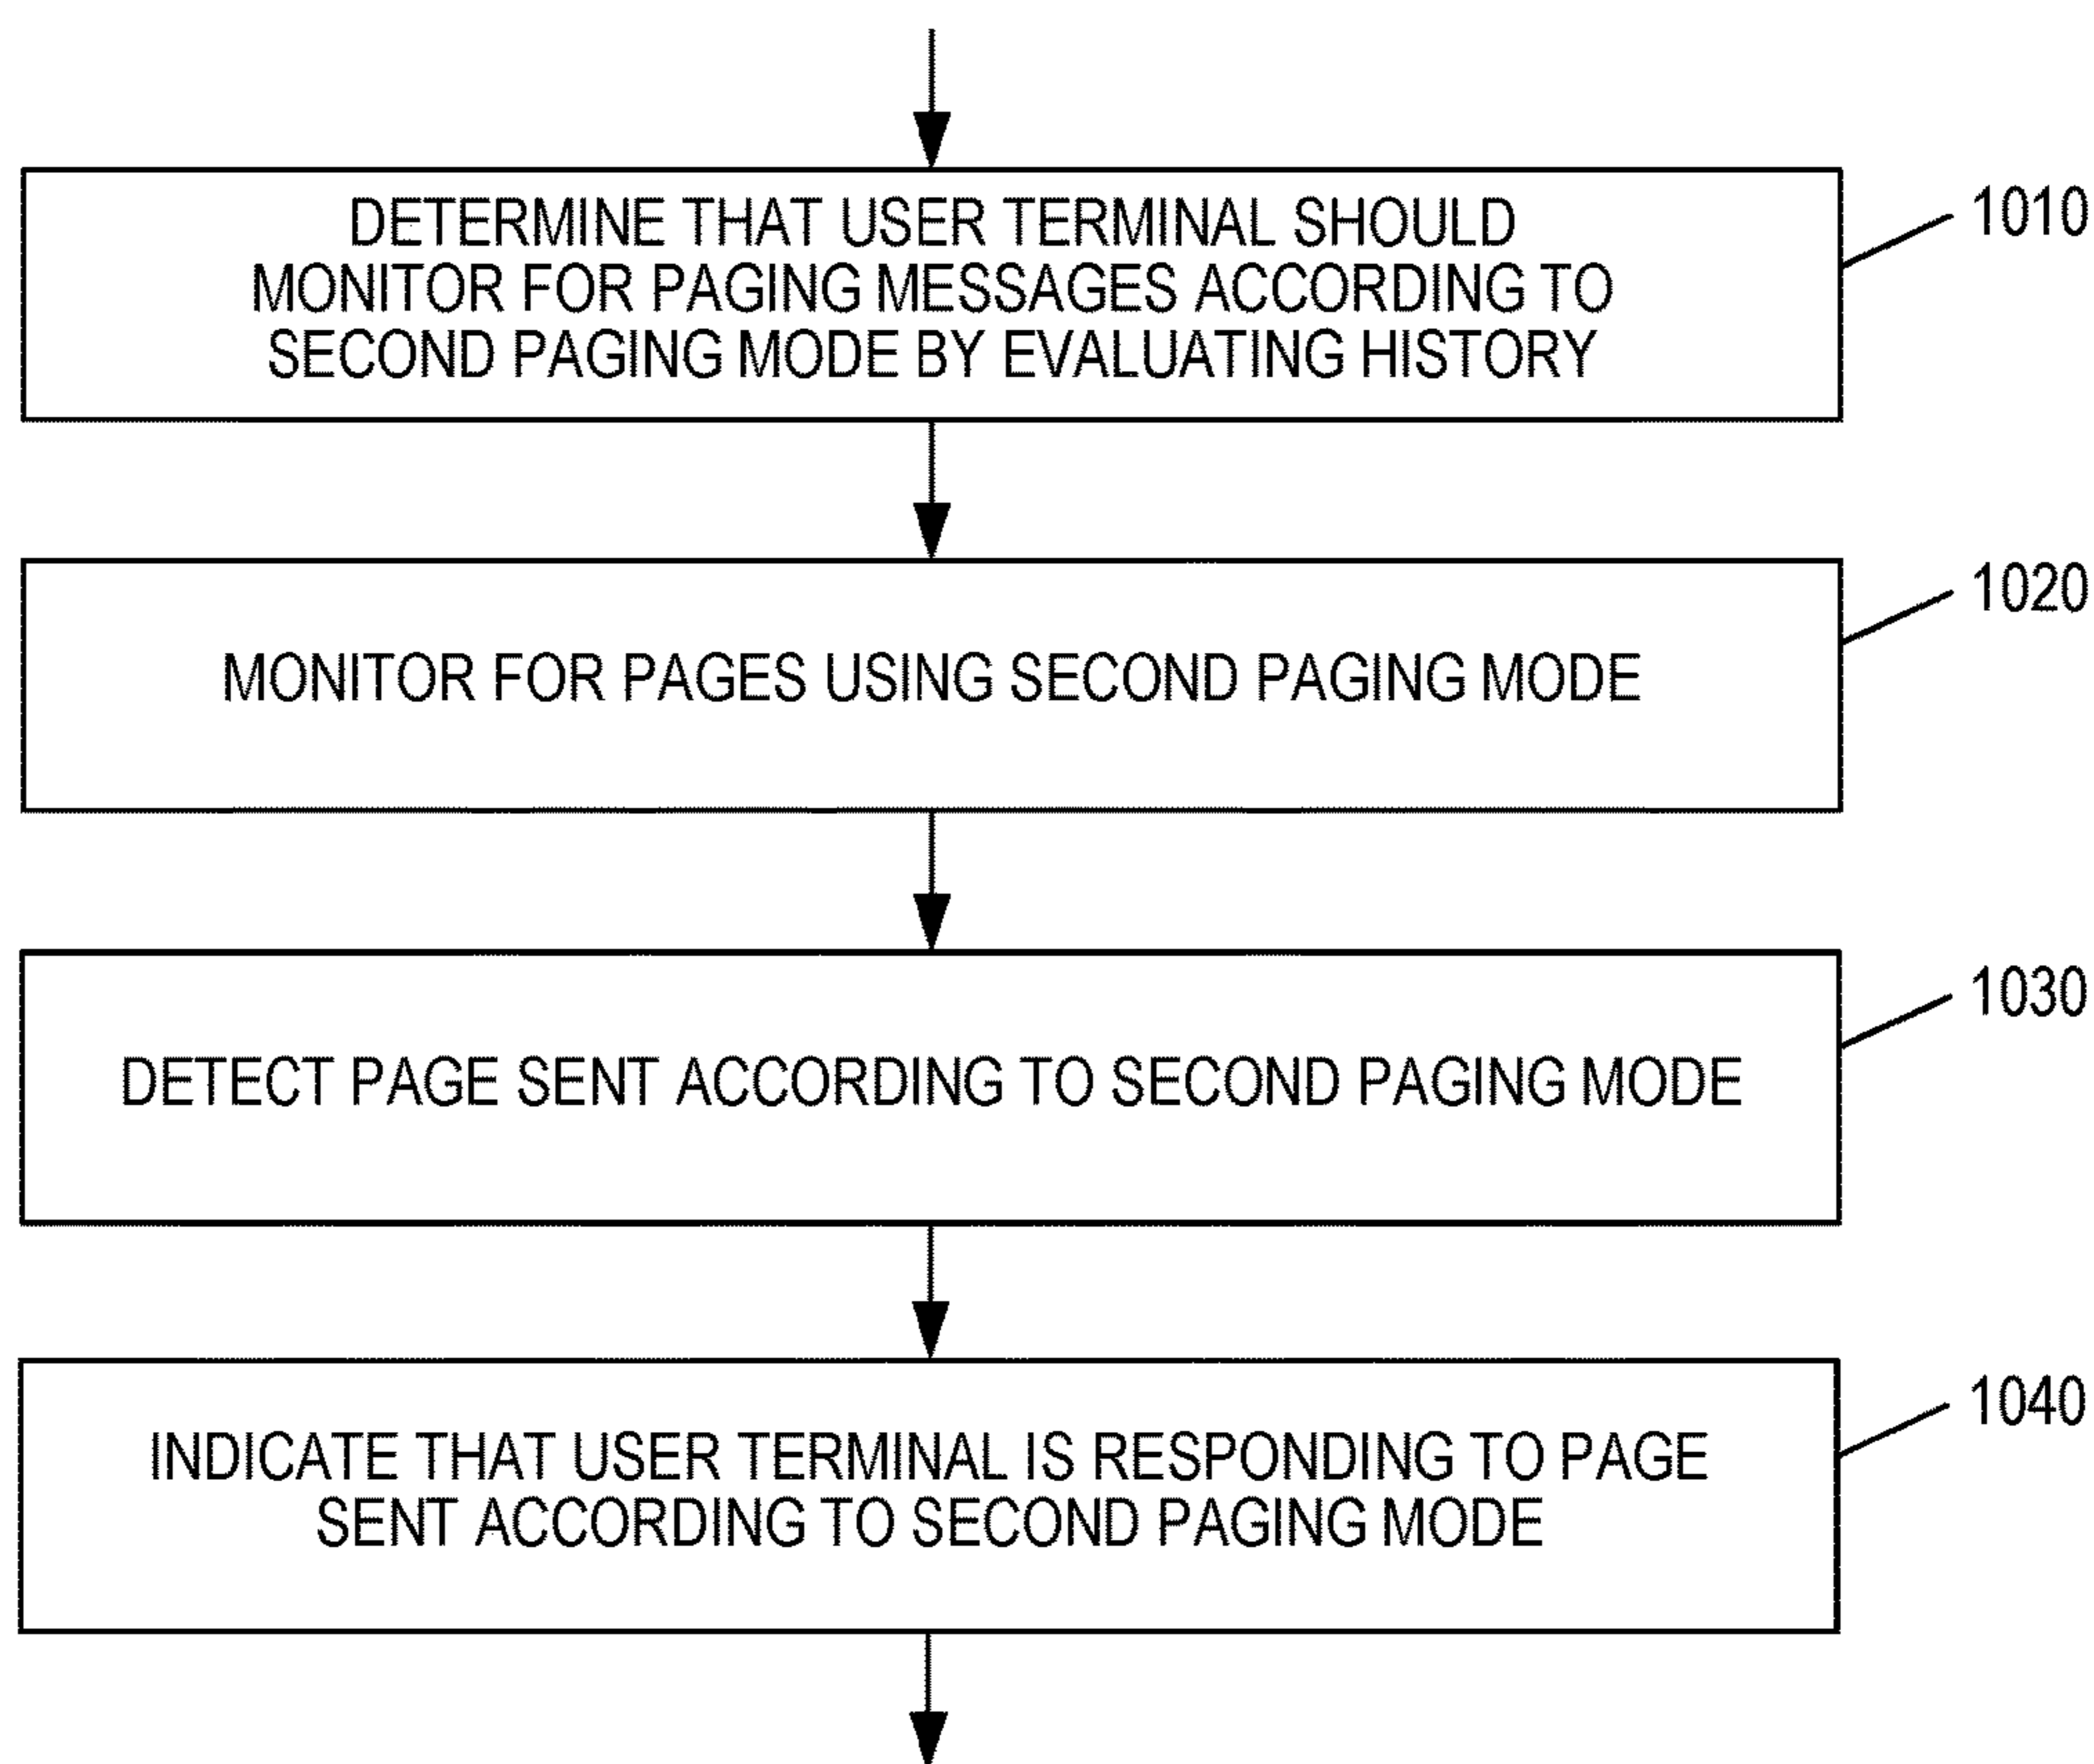 DETERMINE THAT USER TERMINAL SHOULD
MONITOR FOR PAGING MESSAGES ACCORDING TO
SECOND PAGING MODE BY EVALUATING HISTORY
1010
MONITOR FOR PAGES USING SECOND PAGING MODE
1020
DETECT PAGE SENT ACCORDING TO SECOND PAGING MODE
1030
INDICATE THAT USER TERMINAL IS RESPONDING TO PAGE
SENT ACCORDING TO SECOND PAGING MODE
1040